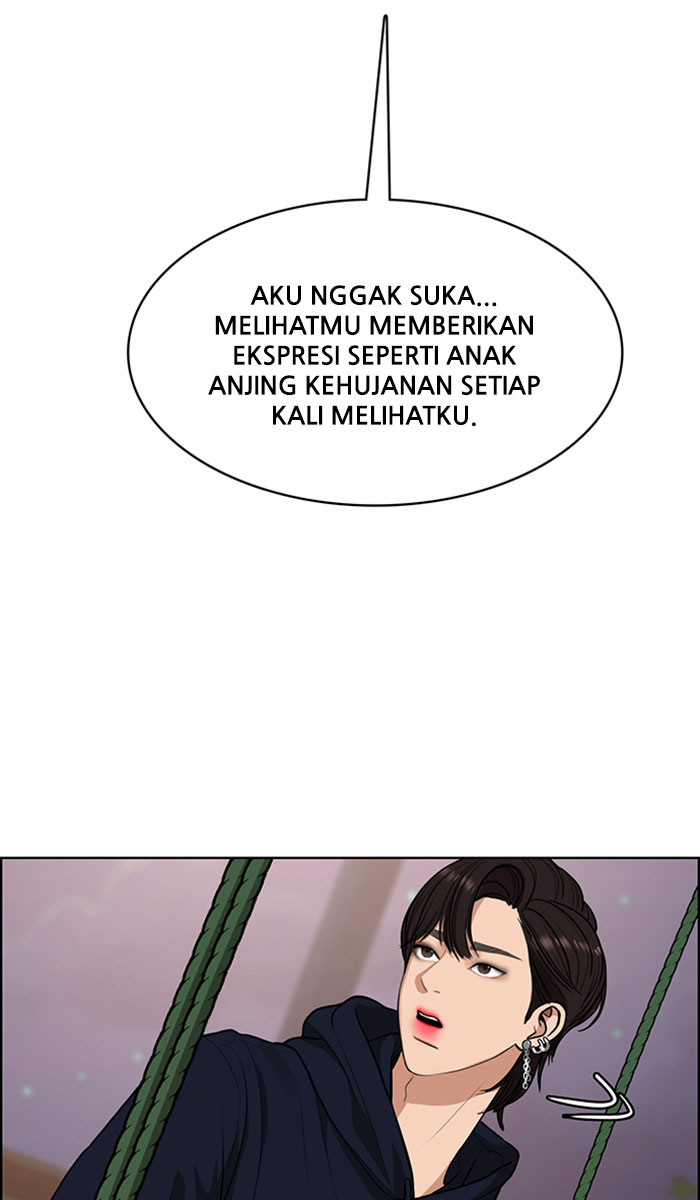 AKU NGGAK SUKA...
MELIHATMU MEMBERIKAN
EKSPRESI SEPERTI ANAK
ANJING KEHUJANAN SETIAP
KALI MELIHATKU.